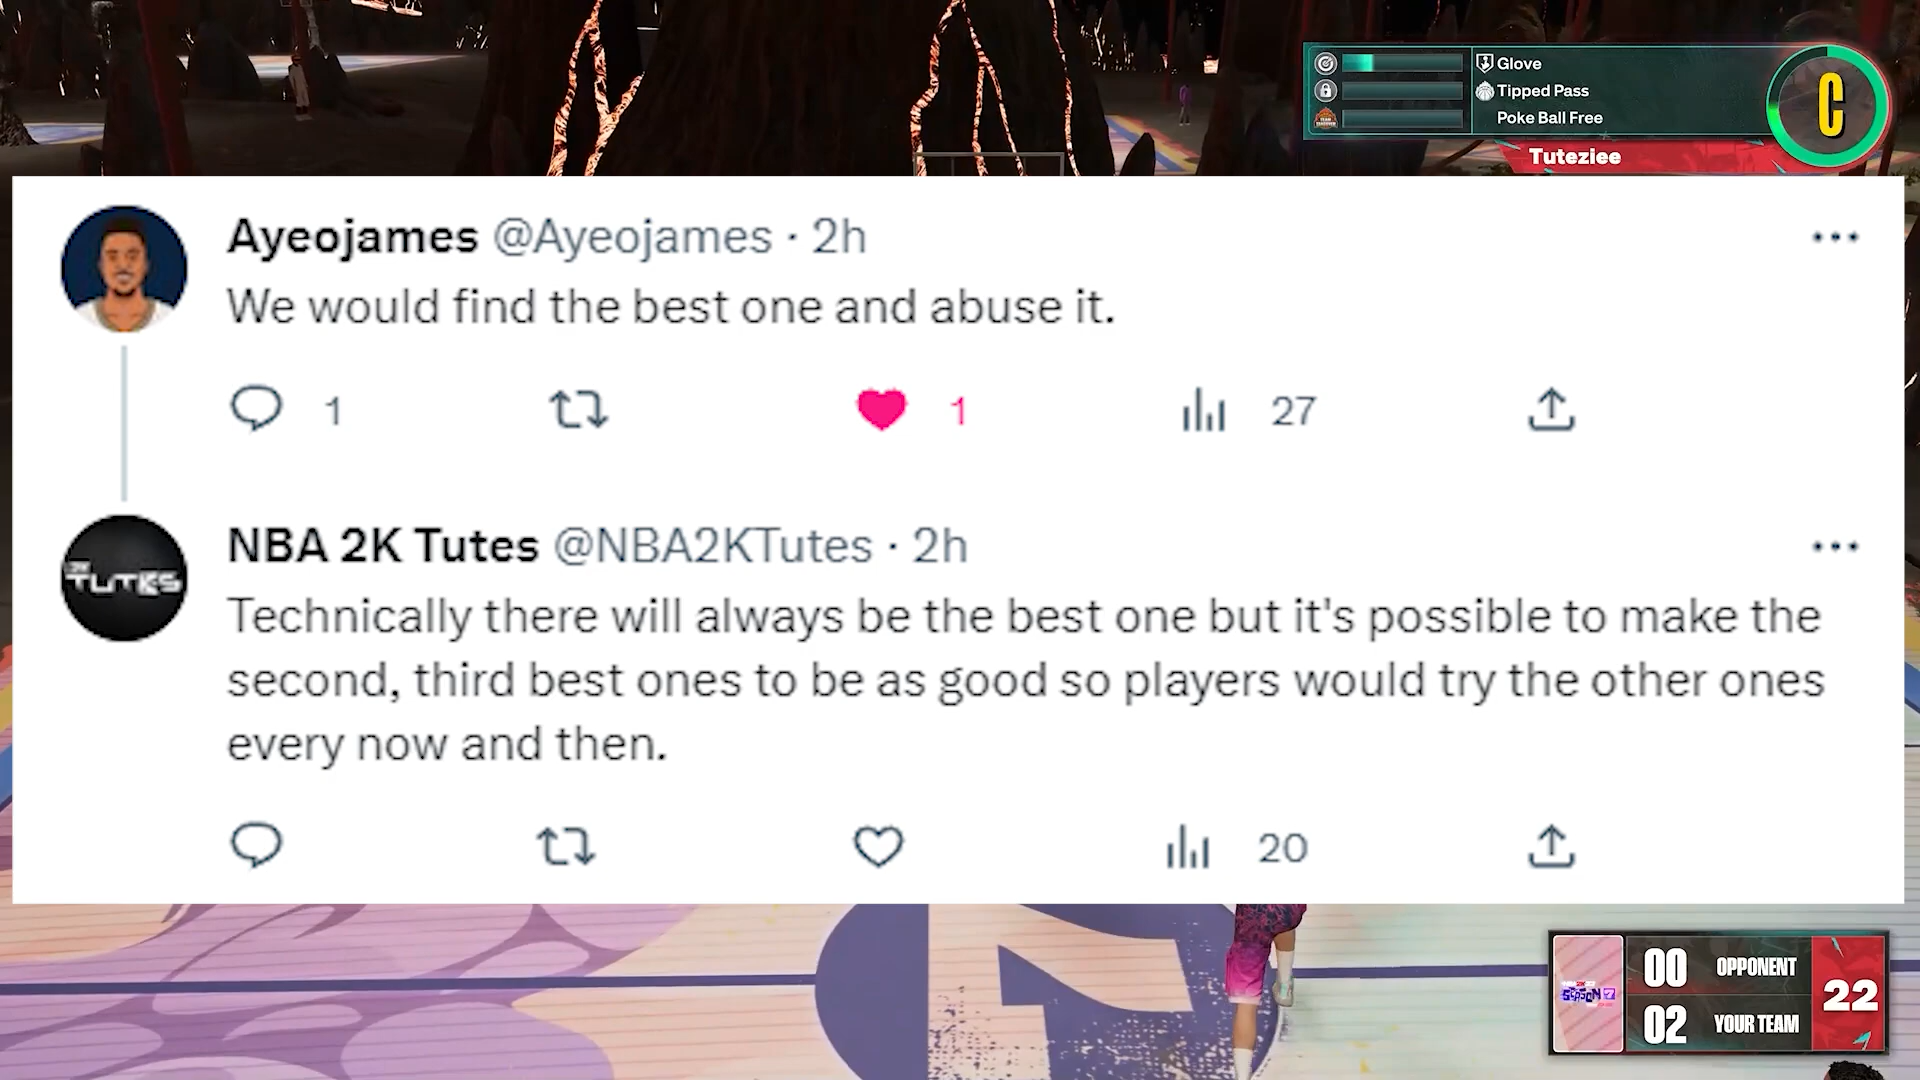 Glove
Tipped Pass
Poke Ball Free
C
Tuteziee
Ayeojames @Ayeojames · 2h
We would find the best one and abuse it.
1
1
27
NBA 2K Tutes @NBA2KTutes · 2h
TUTES
Technically there will always be the best one but it's possible to make the
second, third best ones to be as good so players would try the other ones
every now and then.
20
00 OPPONENT
SEASON 7
22
02 YOUR TEAM